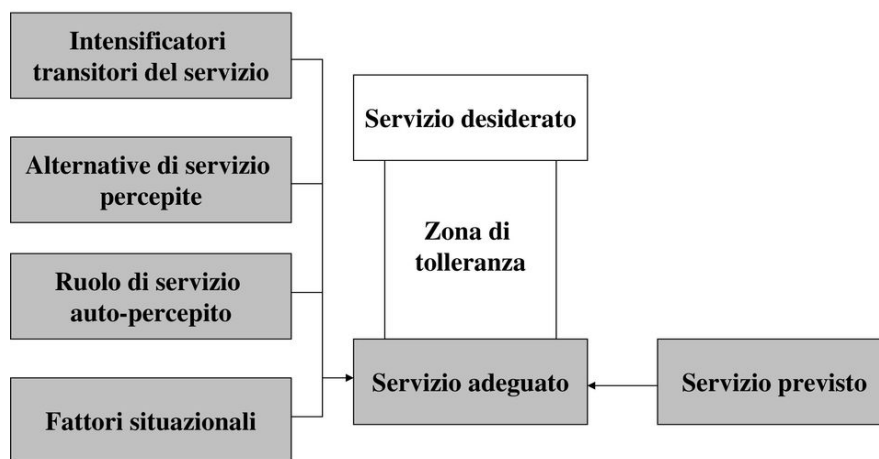 Intensificatori
transitori del servizio
Servizio desiderato
Alternative di servizio
percepite
Zona di
tolleranza
Ruolo di servizio
auto-percepito
Servizio adeguato
Servizio previsto
Fattori situazionali